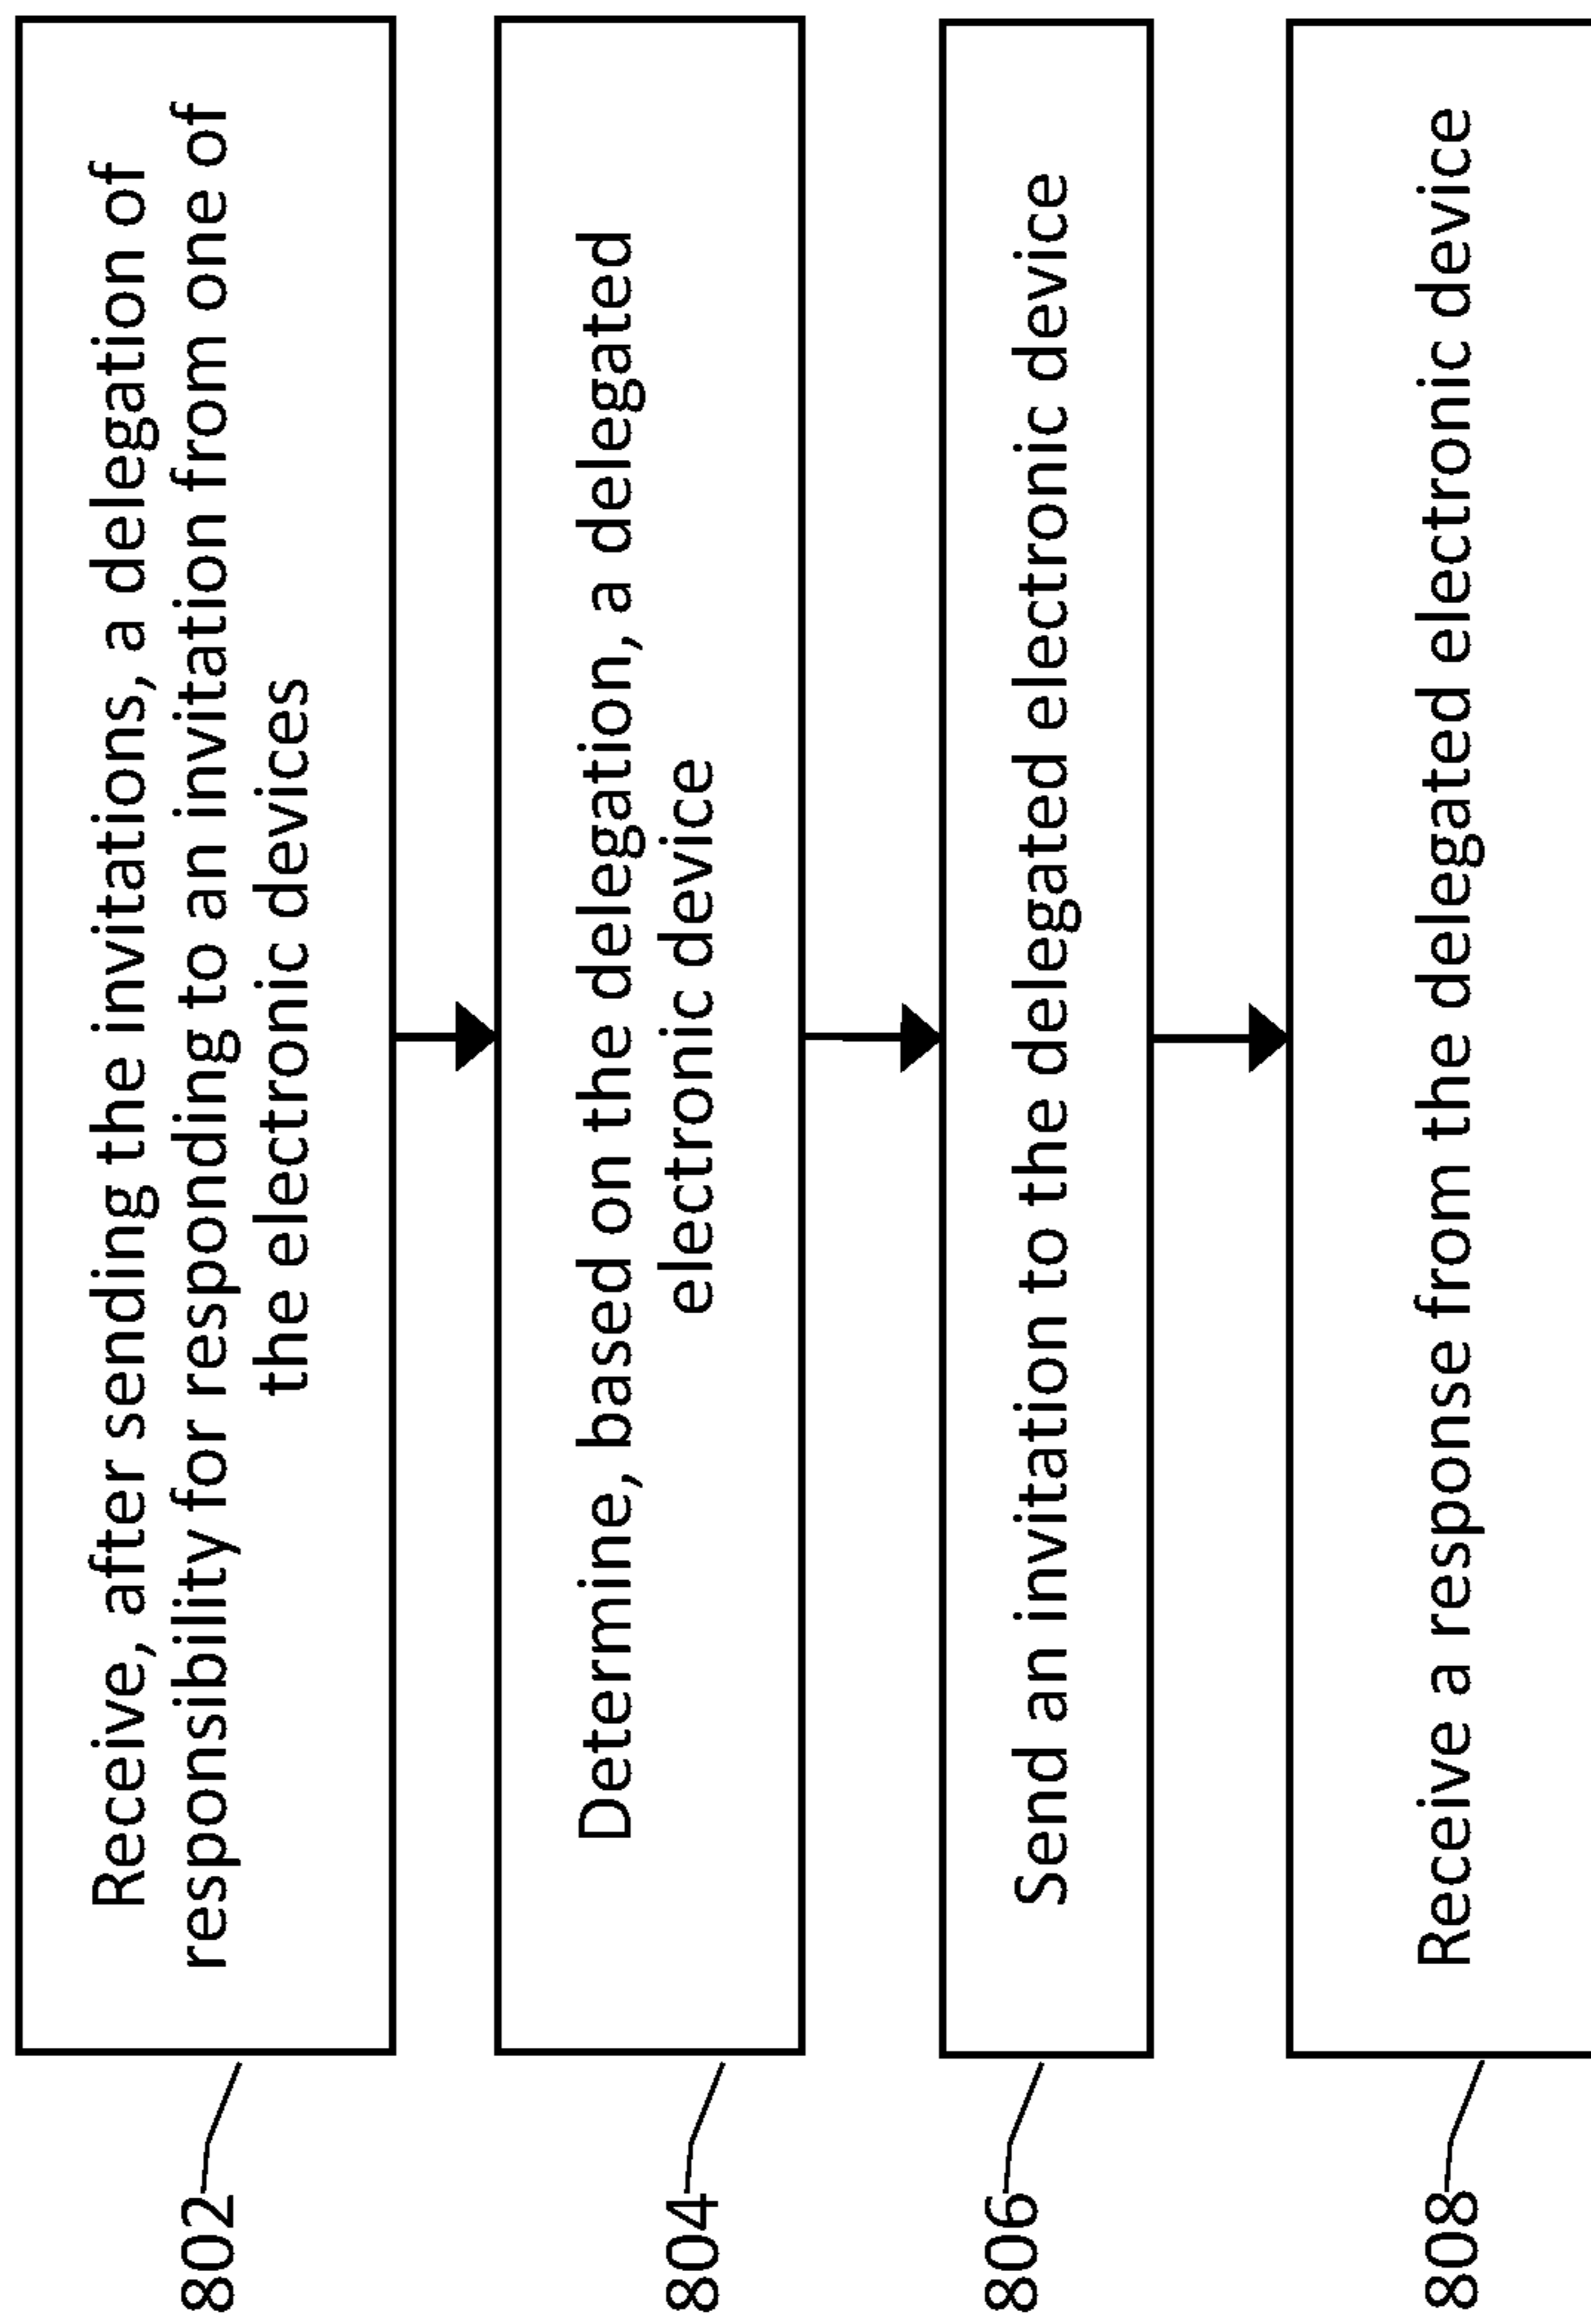 802
Receive, after sending the invitations, a delegation of
responsibility for responding to an invitation from one of
the electronic devices
804
Determine, based on the delegation, a delegated
electronic device
806
Send an invitation to the delegated electronic device
808
Receive a response from the delegated electronic device